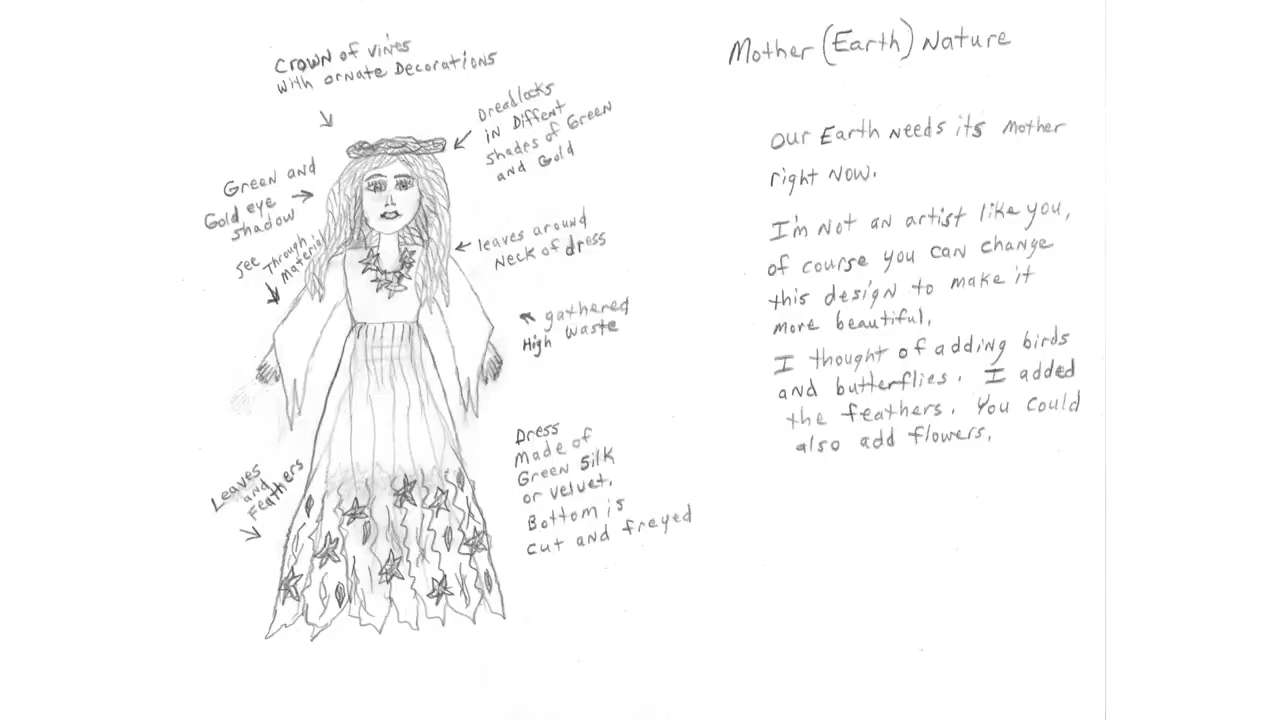 Crown of vines
with ornate Decorations
Dreadlocks
in Diffent
shades of Green
and Gold
Green and
Gold eye
shadow
See Through
Material
leaves around
Neck of dress
gathered
High Waste
Leaves
and
Feathers
Dress
Made of
Green Silk
or velvet.
Bottom is
cut and freyed
Mother (Earth) Nature
Our Earth Needs its Mother
right Now.
I'm Not an artist like you,
of course you can change
this design to make it
more beautiful.
I thought of adding birds
and butterflies. I added
the feathers. You could
also add flowers.